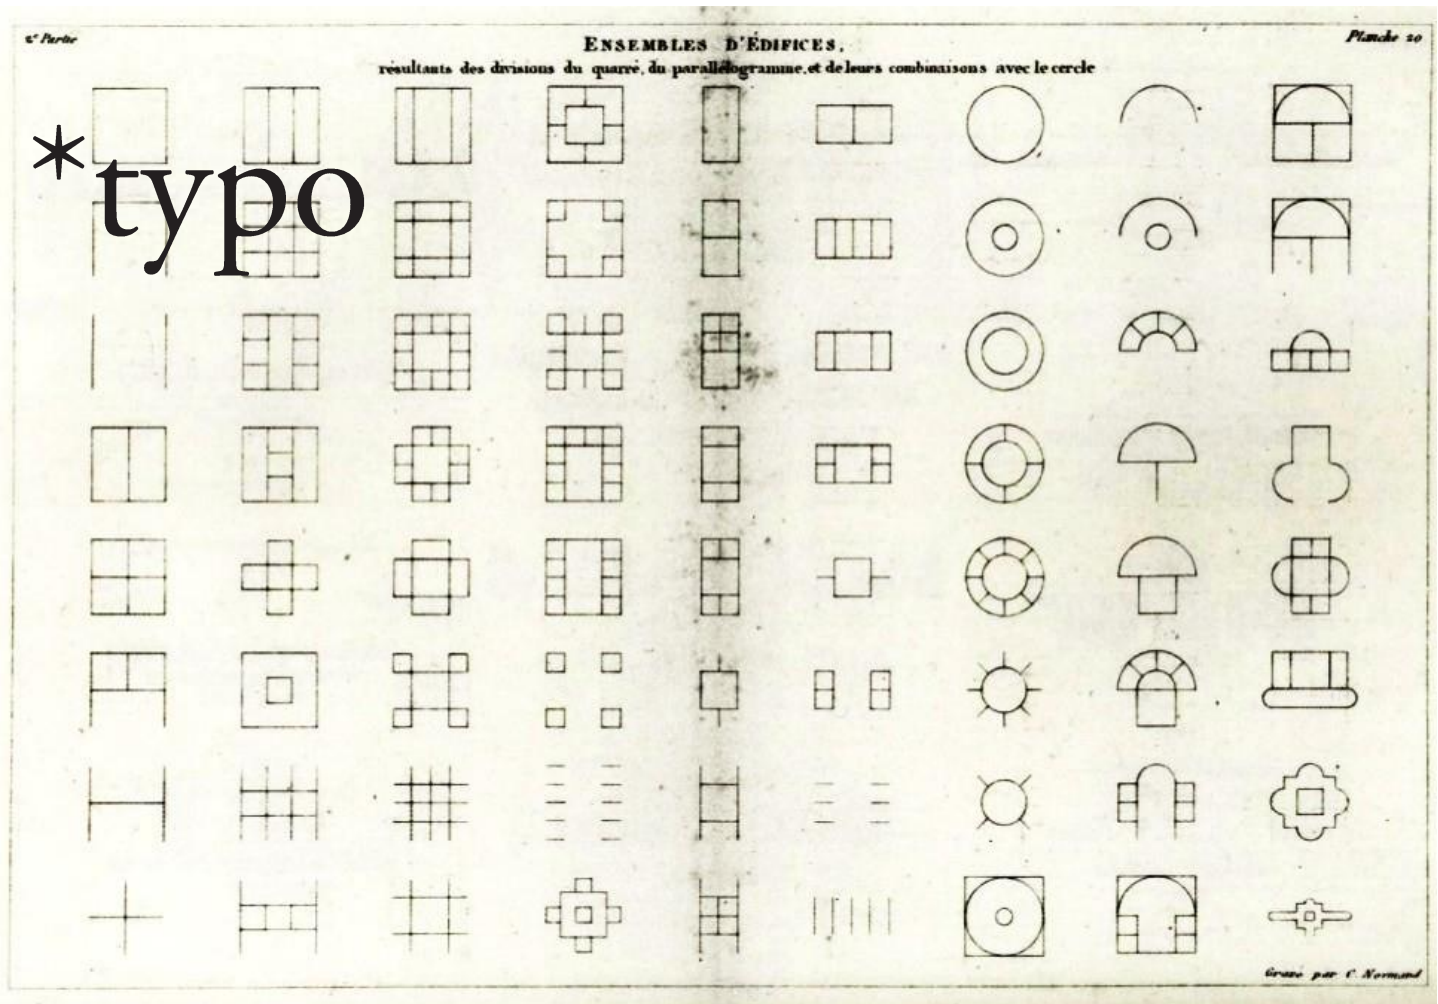 2e Partie
Planche 20
ENSEMBLES D'ÉDIFICES,
résultants des divisions du quarré, du parallélogramme, et de leurs combinaisons avec le cercle
*typo
Gravé par C. Normand